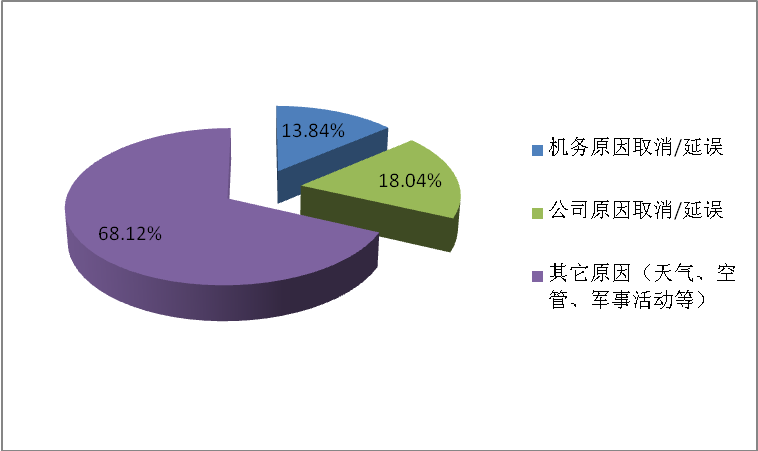 13.84%
18.04%
68.12%
机务原因取消/延误
公司原因取消/延误
其它原因（天气、空
管、军事活动等）